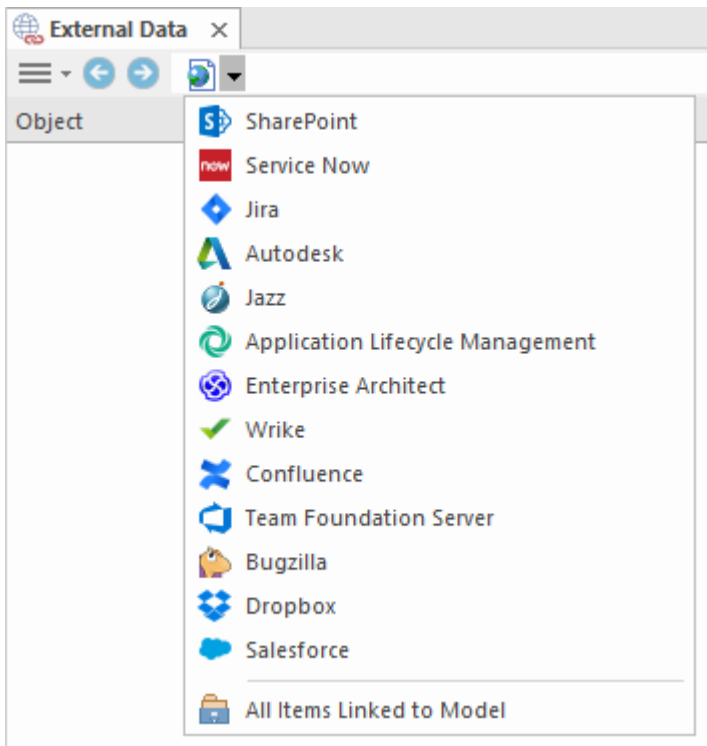 External Data
Object
SharePoint
now
Service Now
Jira
Autodesk
Jazz
Application Lifecycle Management
Enterprise Architect
Wrike
Confluence
Team Foundation Server
Bugzilla
Dropbox
Salesforce
All Items Linked to Model